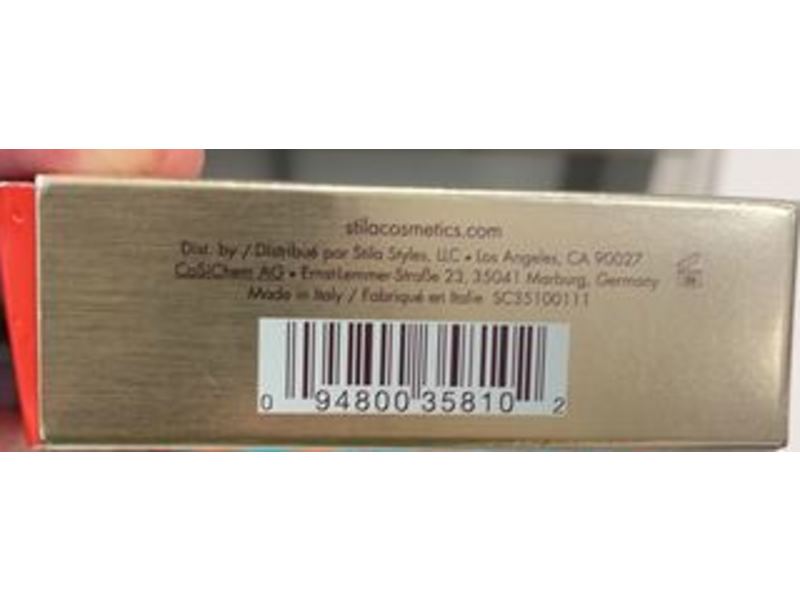 stilacosmetics.com
Dist. by / Distribué par Stila Styles, LLC • Los Angeles, CA 90027
CoSiChem AG • Ernst-Lemmer-Straße 23, 35041 Marburg, Germany
Made in Italy / Fabriqué en Italie SC35100111
0 94800 35810 2